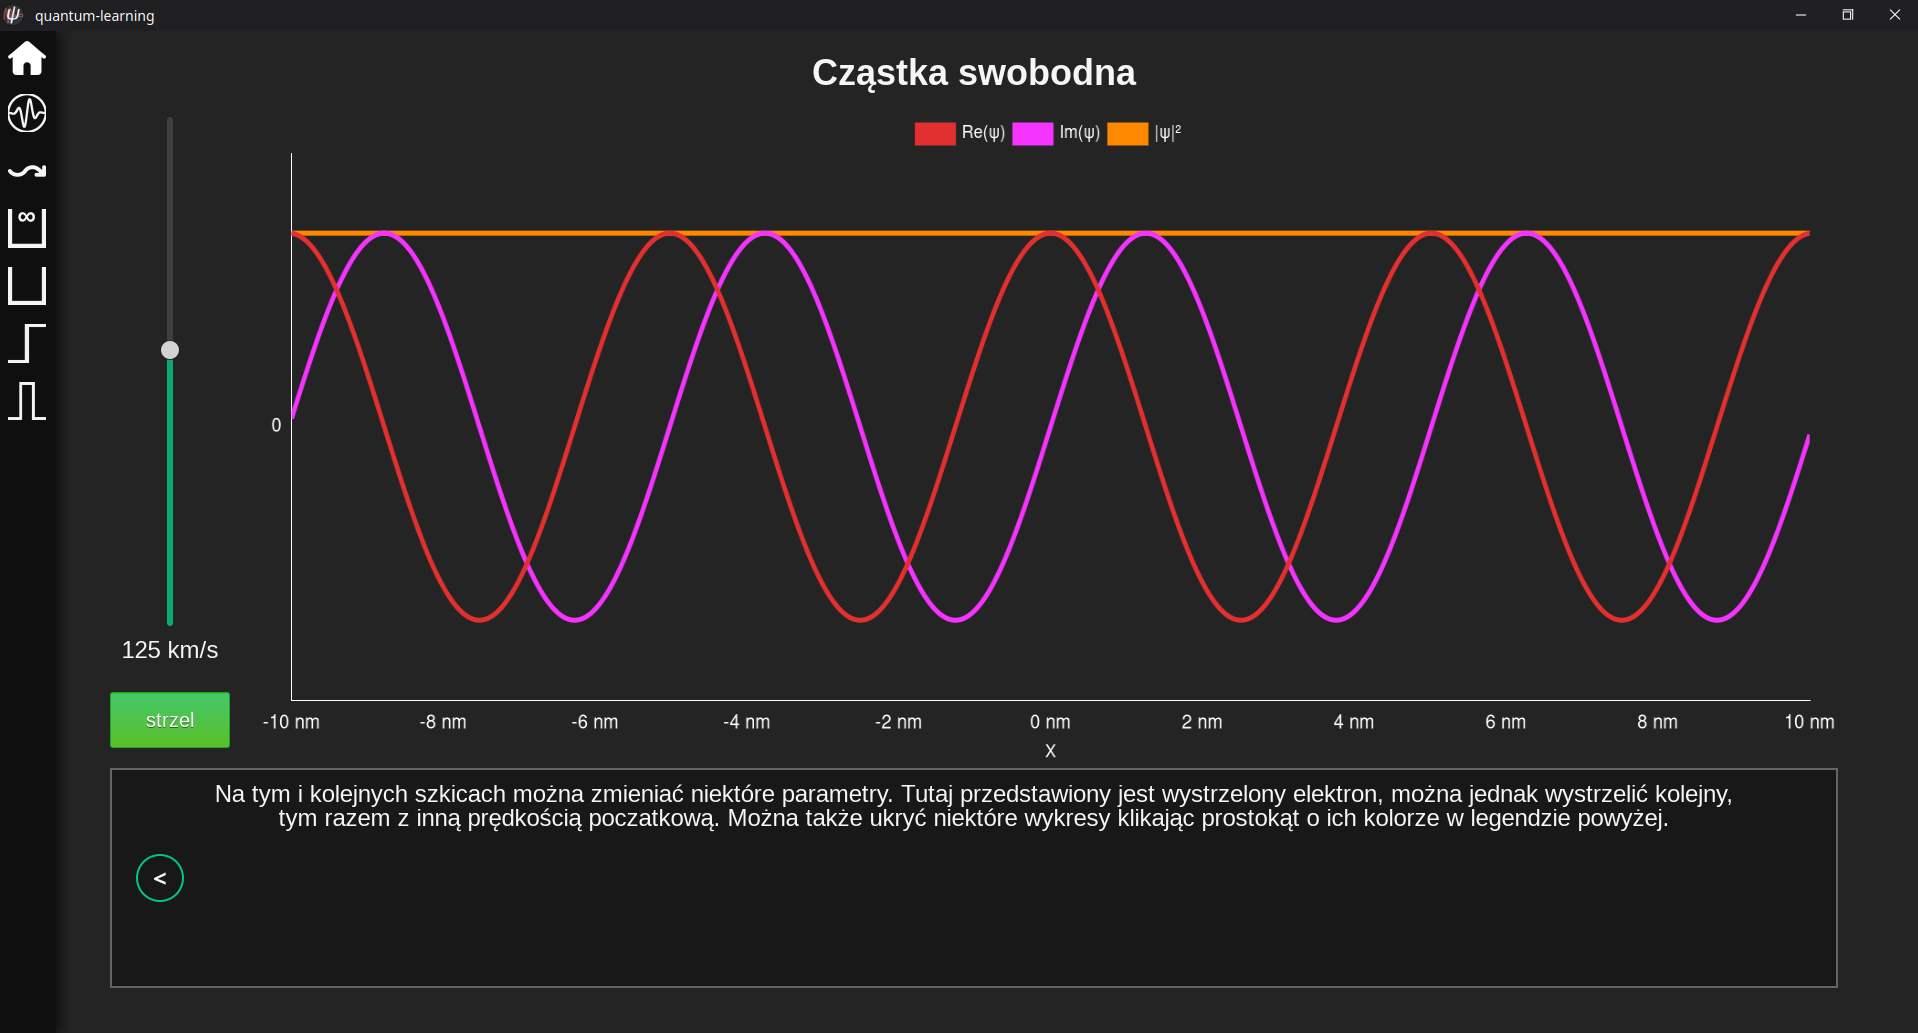 quantum-learning
Cząstka swobodna
Re(ψ) Im(ψ) |ψ|²
∞
0
125 km/s
strzel
-10 nm -8 nm -6 nm -4 nm -2 nm 0 nm 2 nm 4 nm 6 nm 8 nm 10 nm
X
Na tym i kolejnych szkicach można zmieniać niektóre parametry. Tutaj przedstawiony jest wystrzelony elektron, można jednak wystrzelić kolejny,
tym razem z inną prędkością poczatkową. Można także ukryć niektóre wykresy klikając prostokąt o ich kolorze w legendzie powyżej.
<